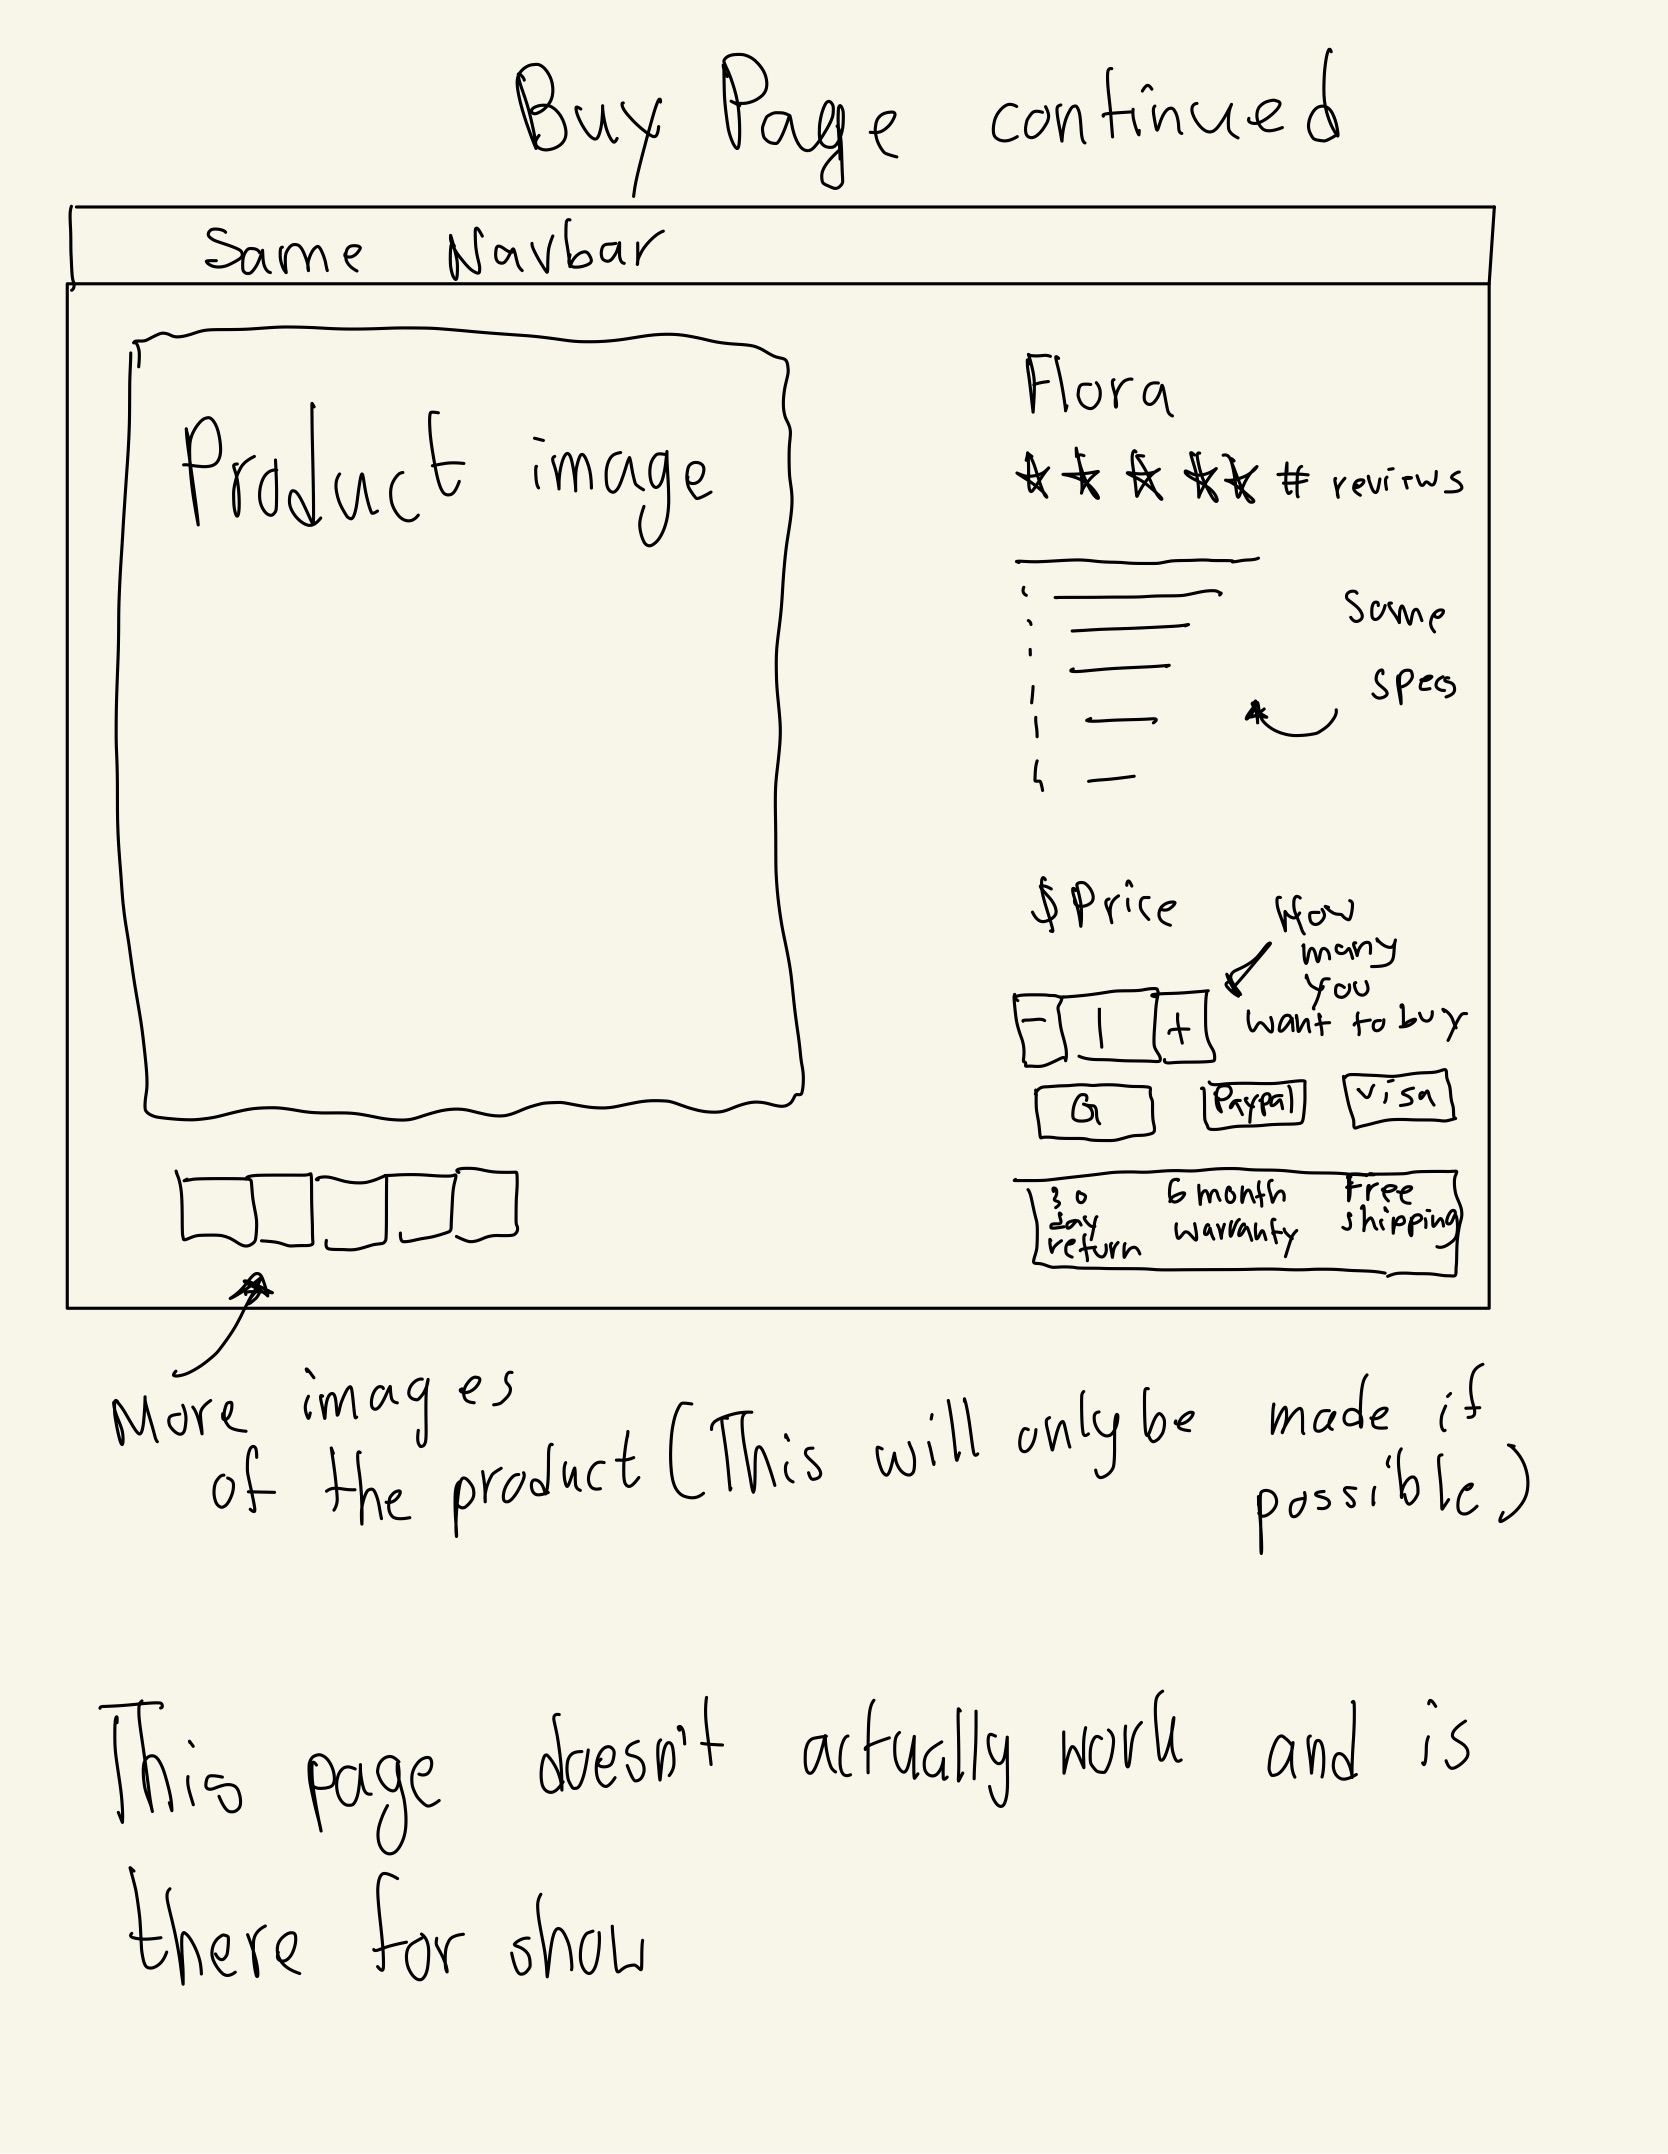 Buy Page continued
Same Navbar
Product image
Flora
# reviews
Same
specs
$Price
How
many
you
want to buy
- 1 +
G Paypal Visa
30
day
return
6 month
warranty
Free
shipping
More images
of the product (This will only be made if
possible)
This page doesn't actually work and is
there for show